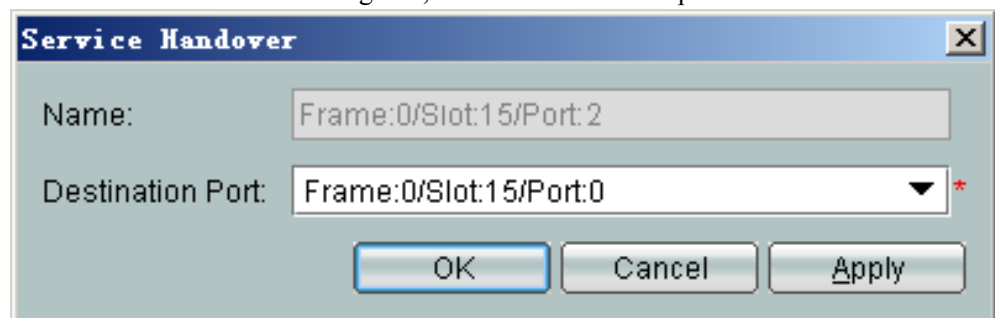 Service Handover
Name: Frame:0/Slot:15/Port:2
Destination Port: Frame:0/Slot:15/Port:0 *
OK Cancel Apply